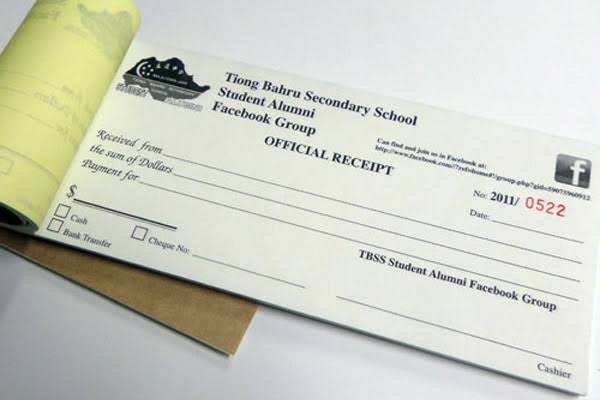 Tiong Bahru Secondary School
Student Alumni
Facebook Group
OFFICIAL RECEIPT
Can find and join us in Facebook at:
f
No: 2011/ 0522
Date:
Received from
the sum of Dollars
Payment for
$
Cash
Bank Transfer
Cheque No:
TBSS Student Alumni Facebook Group
Cashier